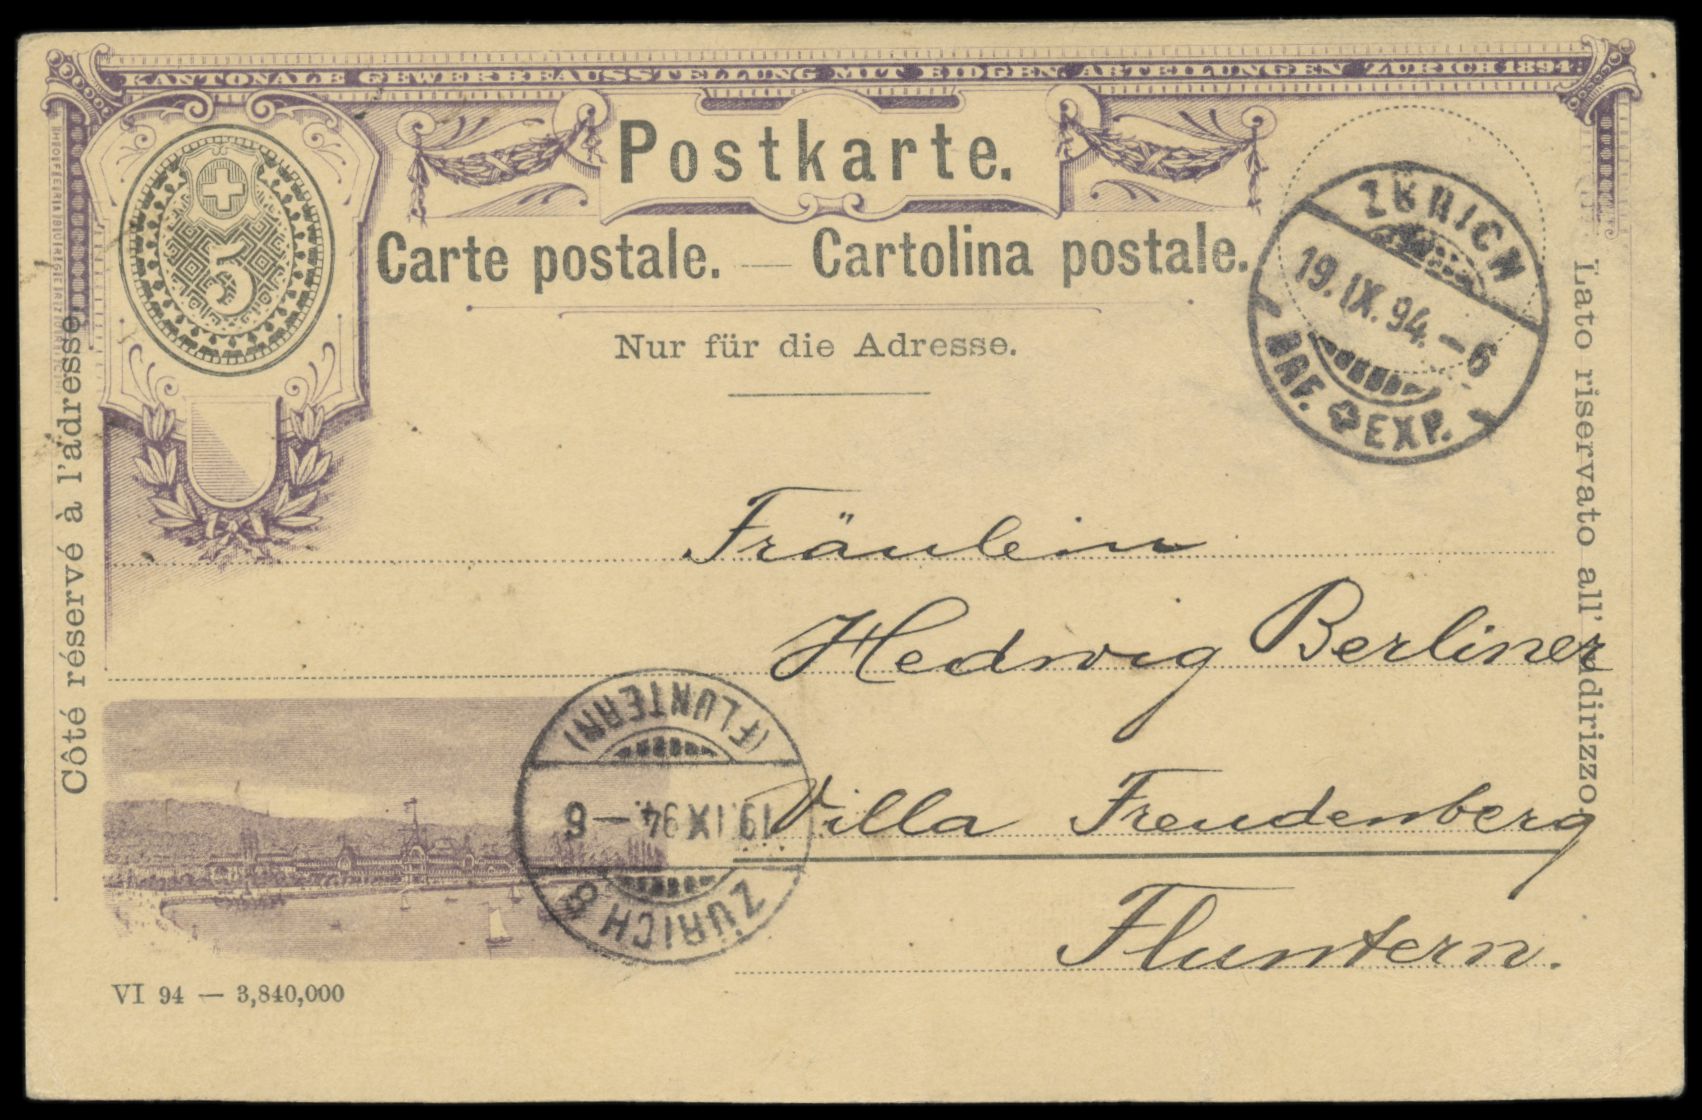 KANTONALE GEWERBEAUSSTELLUNG MIT EIDGEN. ABTEILUNGEN ZÜRICH 1894.
Postkarte.
5
Carte postale. — Cartolina postale.
Nur für die Adresse.
Côté réservé à l'adresse.
Lato riservato all' indirizzo.
ZÜRICH
19.IX.94.–6
BRF. EXP.
Fräulein
Hedwig Berliner
Villa Freudenberg
Fluntern.
ZÜRICH 8
19.IX.94.–6
(FLUNTERN)
VI 94 — 3,840,000